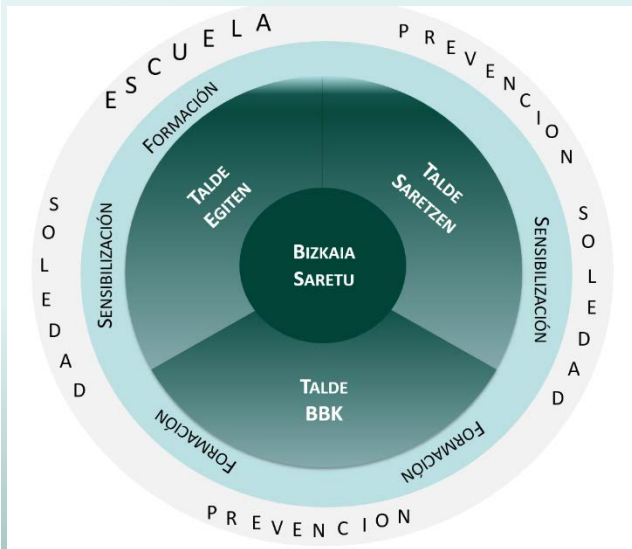 ESCUELA
PREVENCION
SOLEDAD
SOLEDAD
PREVENCION
FORMACIÓN
SENSIBILIZACIÓN
SENSIBILIZACIÓN
FORMACIÓN
FORMACIÓN
TALDE
EGITEN
TALDE
SARETZEN
BIZKAIA
SARETU
TALDE
BBK